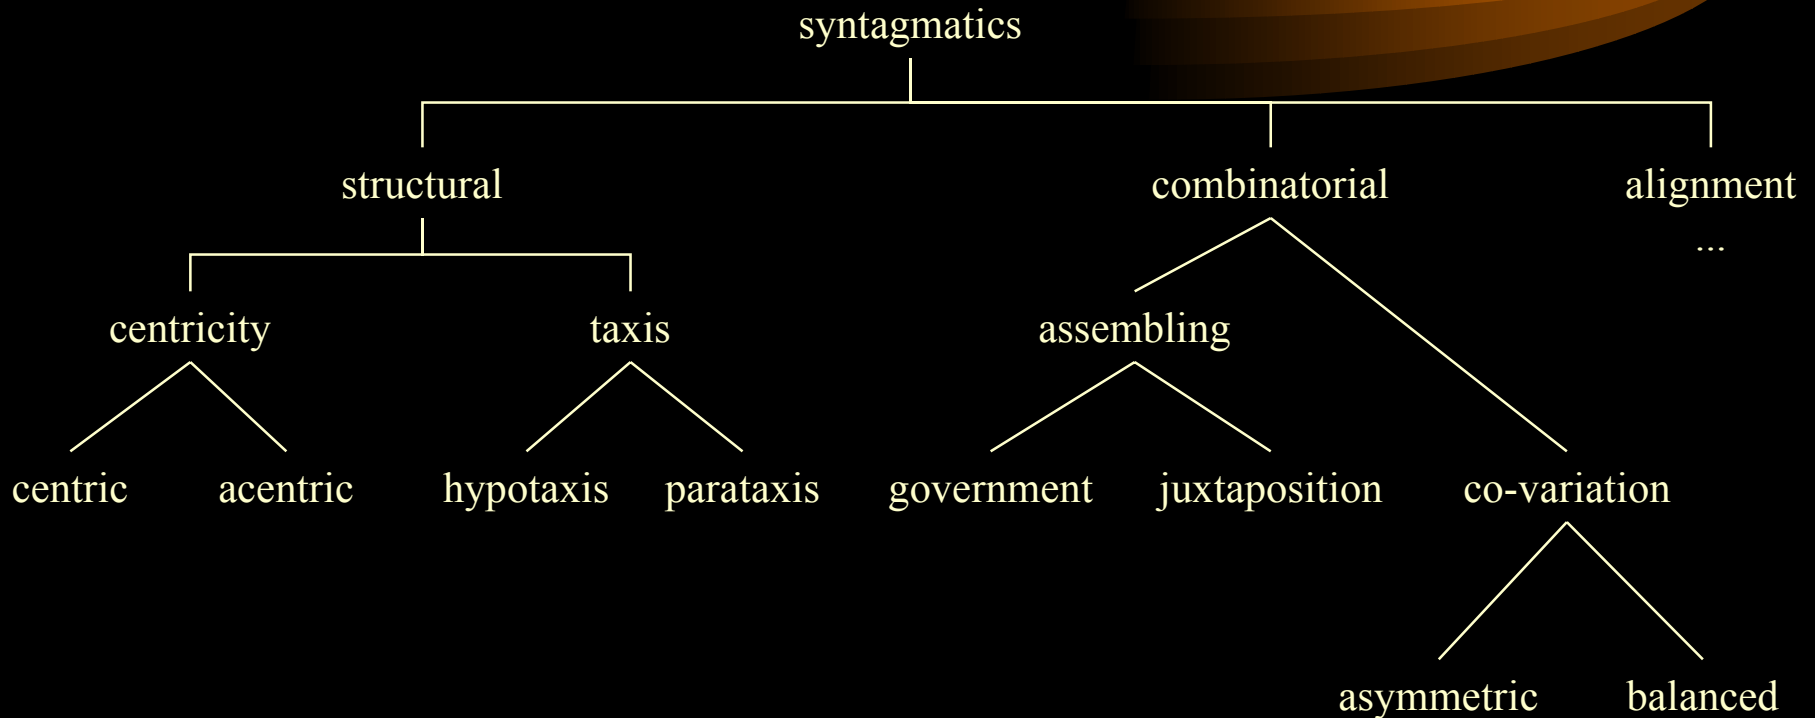 syntagmatics
structural combinatorial alignment
...
centricity taxis assembling
centric acentric hypotaxis parataxis government juxtaposition co-variation
asymmetric balanced